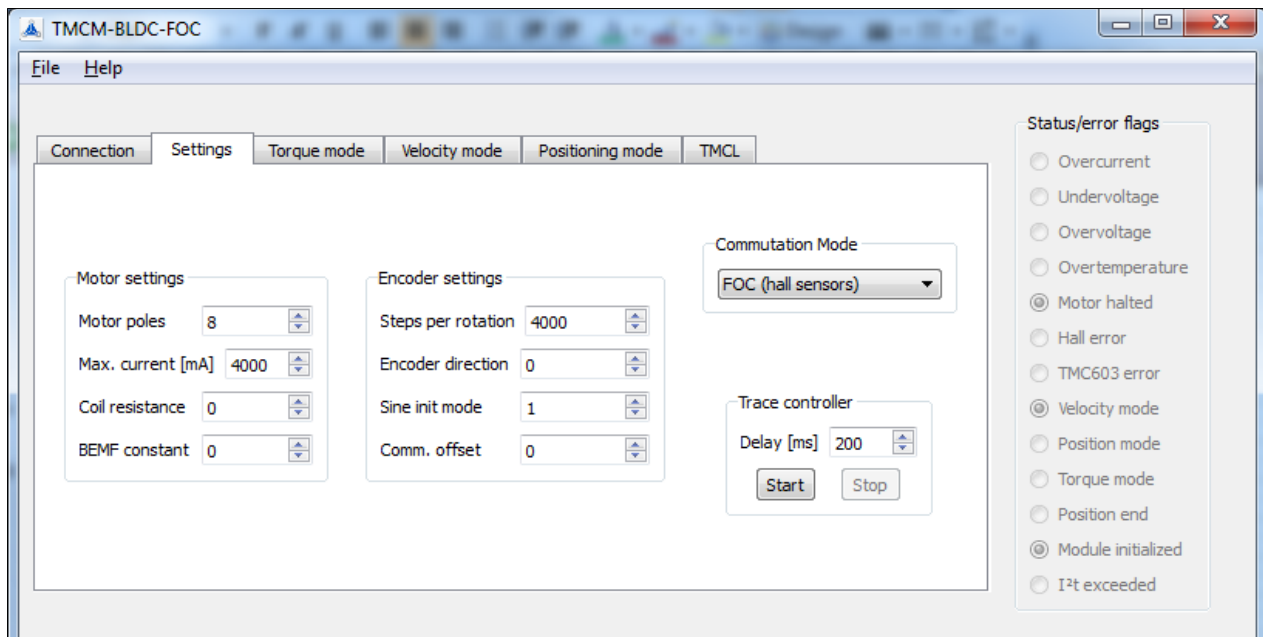 TMCM-BLDC-FOC
File Help
Connection Settings Torque mode Velocity mode Positioning mode TMCL
Motor settings
Motor poles 8
Max. current [mA] 4000
Coil resistance 0
BEMF constant 0
Encoder settings
Steps per rotation 4000
Encoder direction 0
Sine init mode 1
Comm. offset 0
Commutation Mode
FOC (hall sensors)
Trace controller
Delay [ms] 200
Start Stop
Status/error flags
Overcurrent
Undervoltage
Overvoltage
Overtemperature
Motor halted
Hall error
TMC603 error
Velocity mode
Position mode
Torque mode
Position end
Module initialized
I²t exceeded